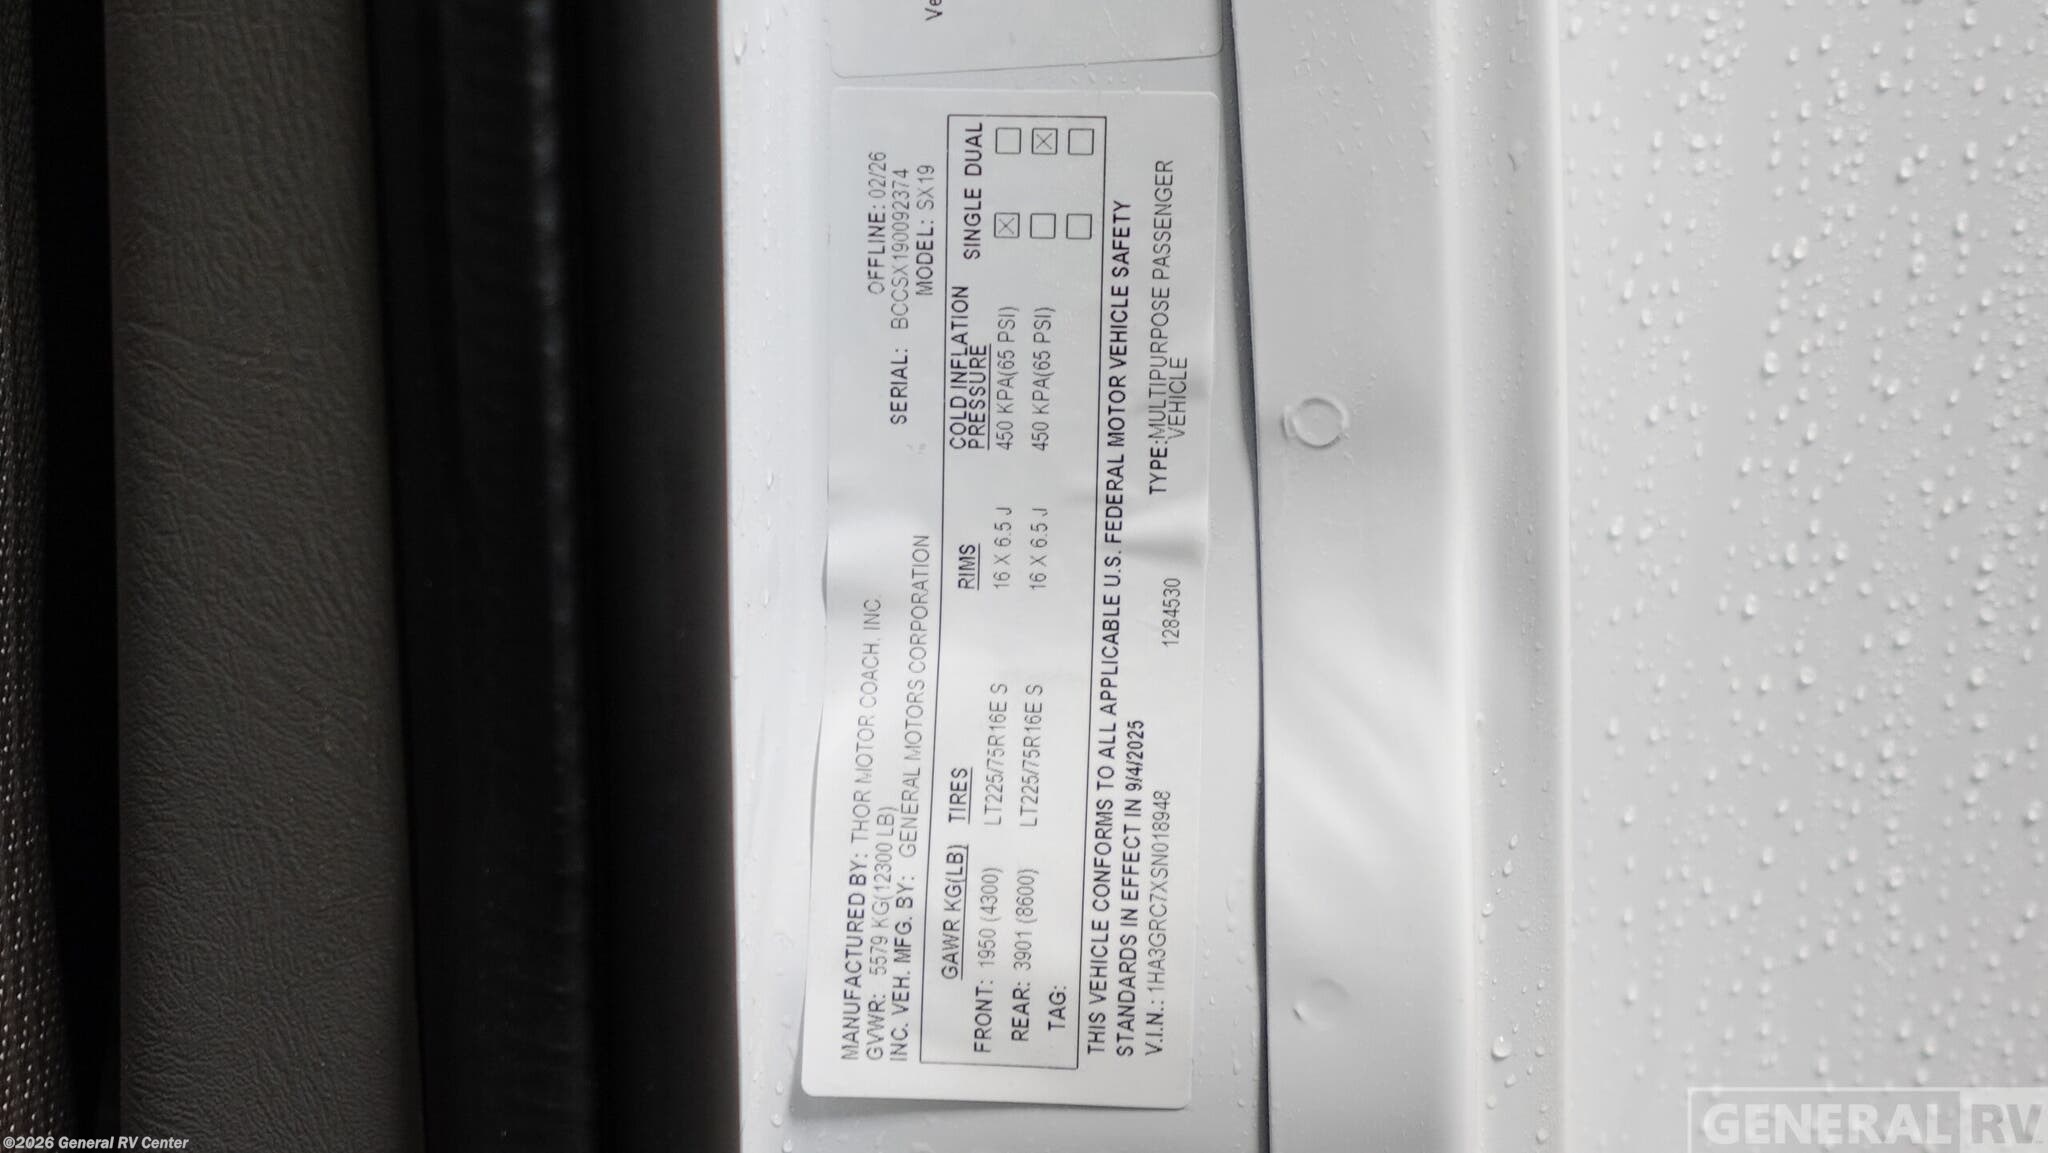 Ve
MANUFACTURED BY: THOR MOTOR COACH, INC.
OFFLINE: 02/26
GVWR: 5579 KG(12300 LB)
SERIAL: BCCSX190092374
INC. VEH. MFG. BY: GENERAL MOTORS CORPORATION
MODEL: SX19
GAWR KG(LB) TIRES RIMS COLD INFLATION PRESSURE SINGLE DUAL
FRONT: 1950 (4300) LT225/75R16E S 16 X 6.5 J 450 KPA(65 PSI) ☒ ☐
REAR: 3901 (8600) LT225/75R16E S 16 X 6.5 J 450 KPA(65 PSI) ☐ ☒
TAG: ☐ ☐
THIS VEHICLE CONFORMS TO ALL APPLICABLE U.S. FEDERAL MOTOR VEHICLE SAFETY
STANDARDS IN EFFECT IN 9/4/2025
V.I.N.: 1HA3GRC7XSN018948 1284530 TYPE:MULTIPURPOSE PASSENGER
VEHICLE
©2026 General RV Center
GENERAL RV